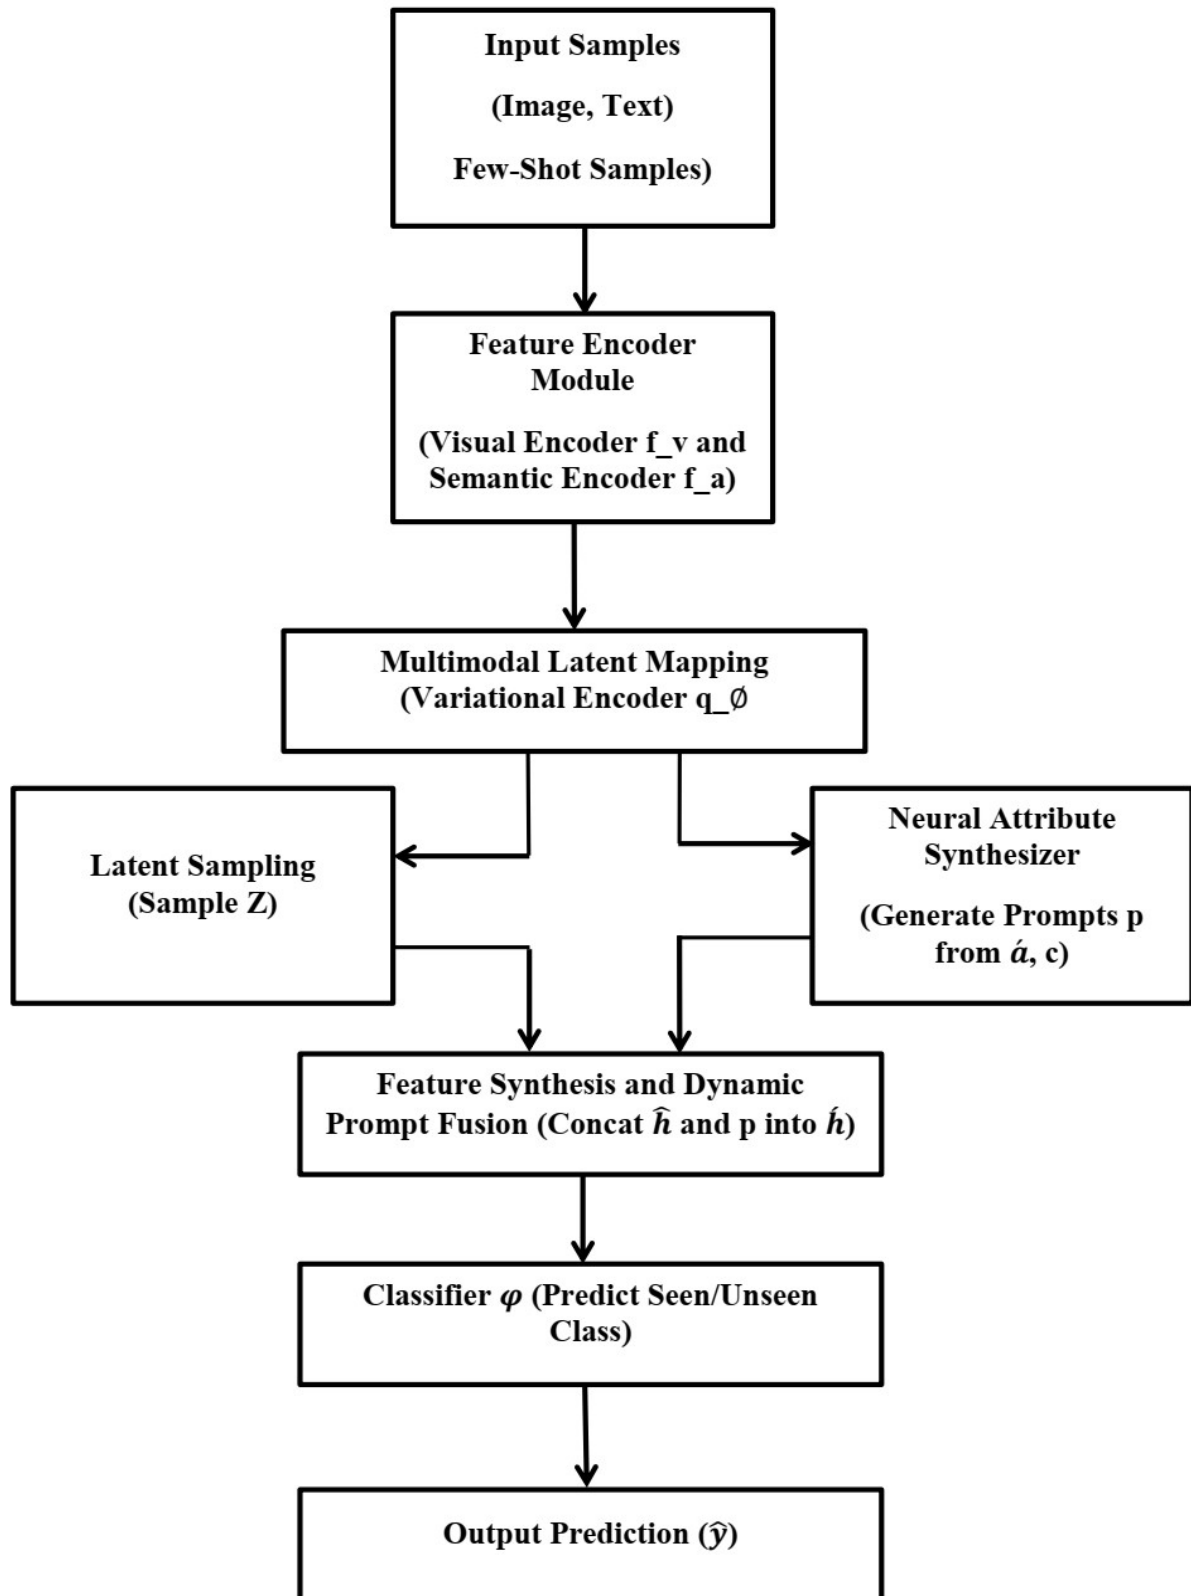 Input Samples
(Image, Text)
Few-Shot Samples)
Feature Encoder
Module
(Visual Encoder f_v and
Semantic Encoder f_a)
Multimodal Latent Mapping
(Variational Encoder q_∅
Latent Sampling
(Sample Z)
Neural Attribute
Synthesizer
(Generate Prompts p
from á, c)
Feature Synthesis and Dynamic
Prompt Fusion (Concat ĥ and p into h́)
Classifier φ (Predict Seen/Unseen
Class)
Output Prediction (ŷ)